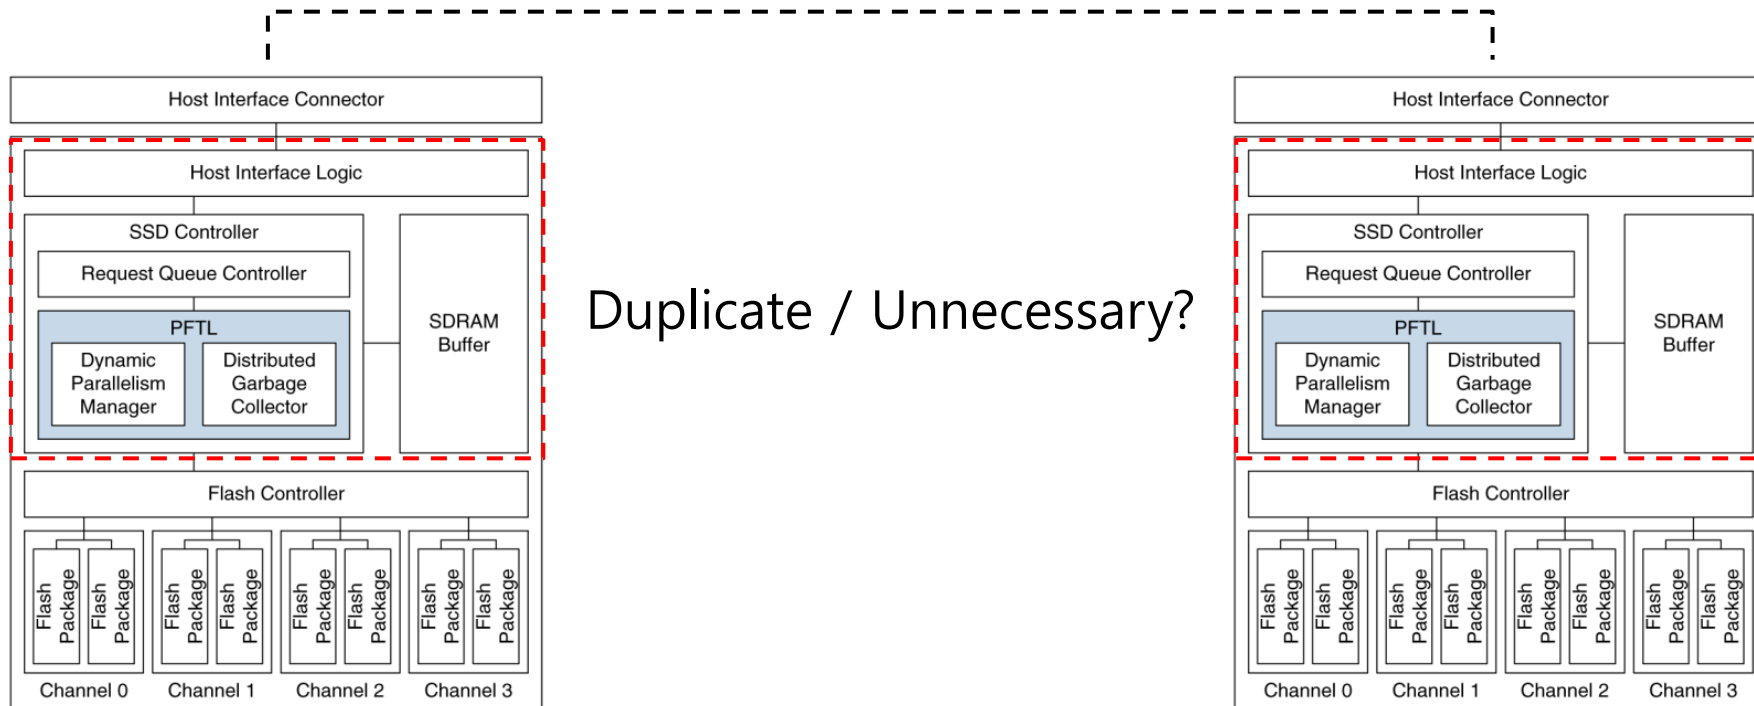 Host Interface Connector
Host Interface Logic
SSD Controller
Request Queue Controller
PFTL
Dynamic
Parallelism
Manager
Distributed
Garbage
Collector
SDRAM
Buffer
Flash Controller
Flash
Package
Flash
Package
Flash
Package
Flash
Package
Flash
Package
Flash
Package
Flash
Package
Flash
Package
Channel 0
Channel 1
Channel 2
Channel 3
Duplicate / Unnecessary?
Host Interface Connector
Host Interface Logic
SSD Controller
Request Queue Controller
PFTL
Dynamic
Parallelism
Manager
Distributed
Garbage
Collector
SDRAM
Buffer
Flash Controller
Flash
Package
Flash
Package
Flash
Package
Flash
Package
Flash
Package
Flash
Package
Flash
Package
Flash
Package
Channel 0
Channel 1
Channel 2
Channel 3